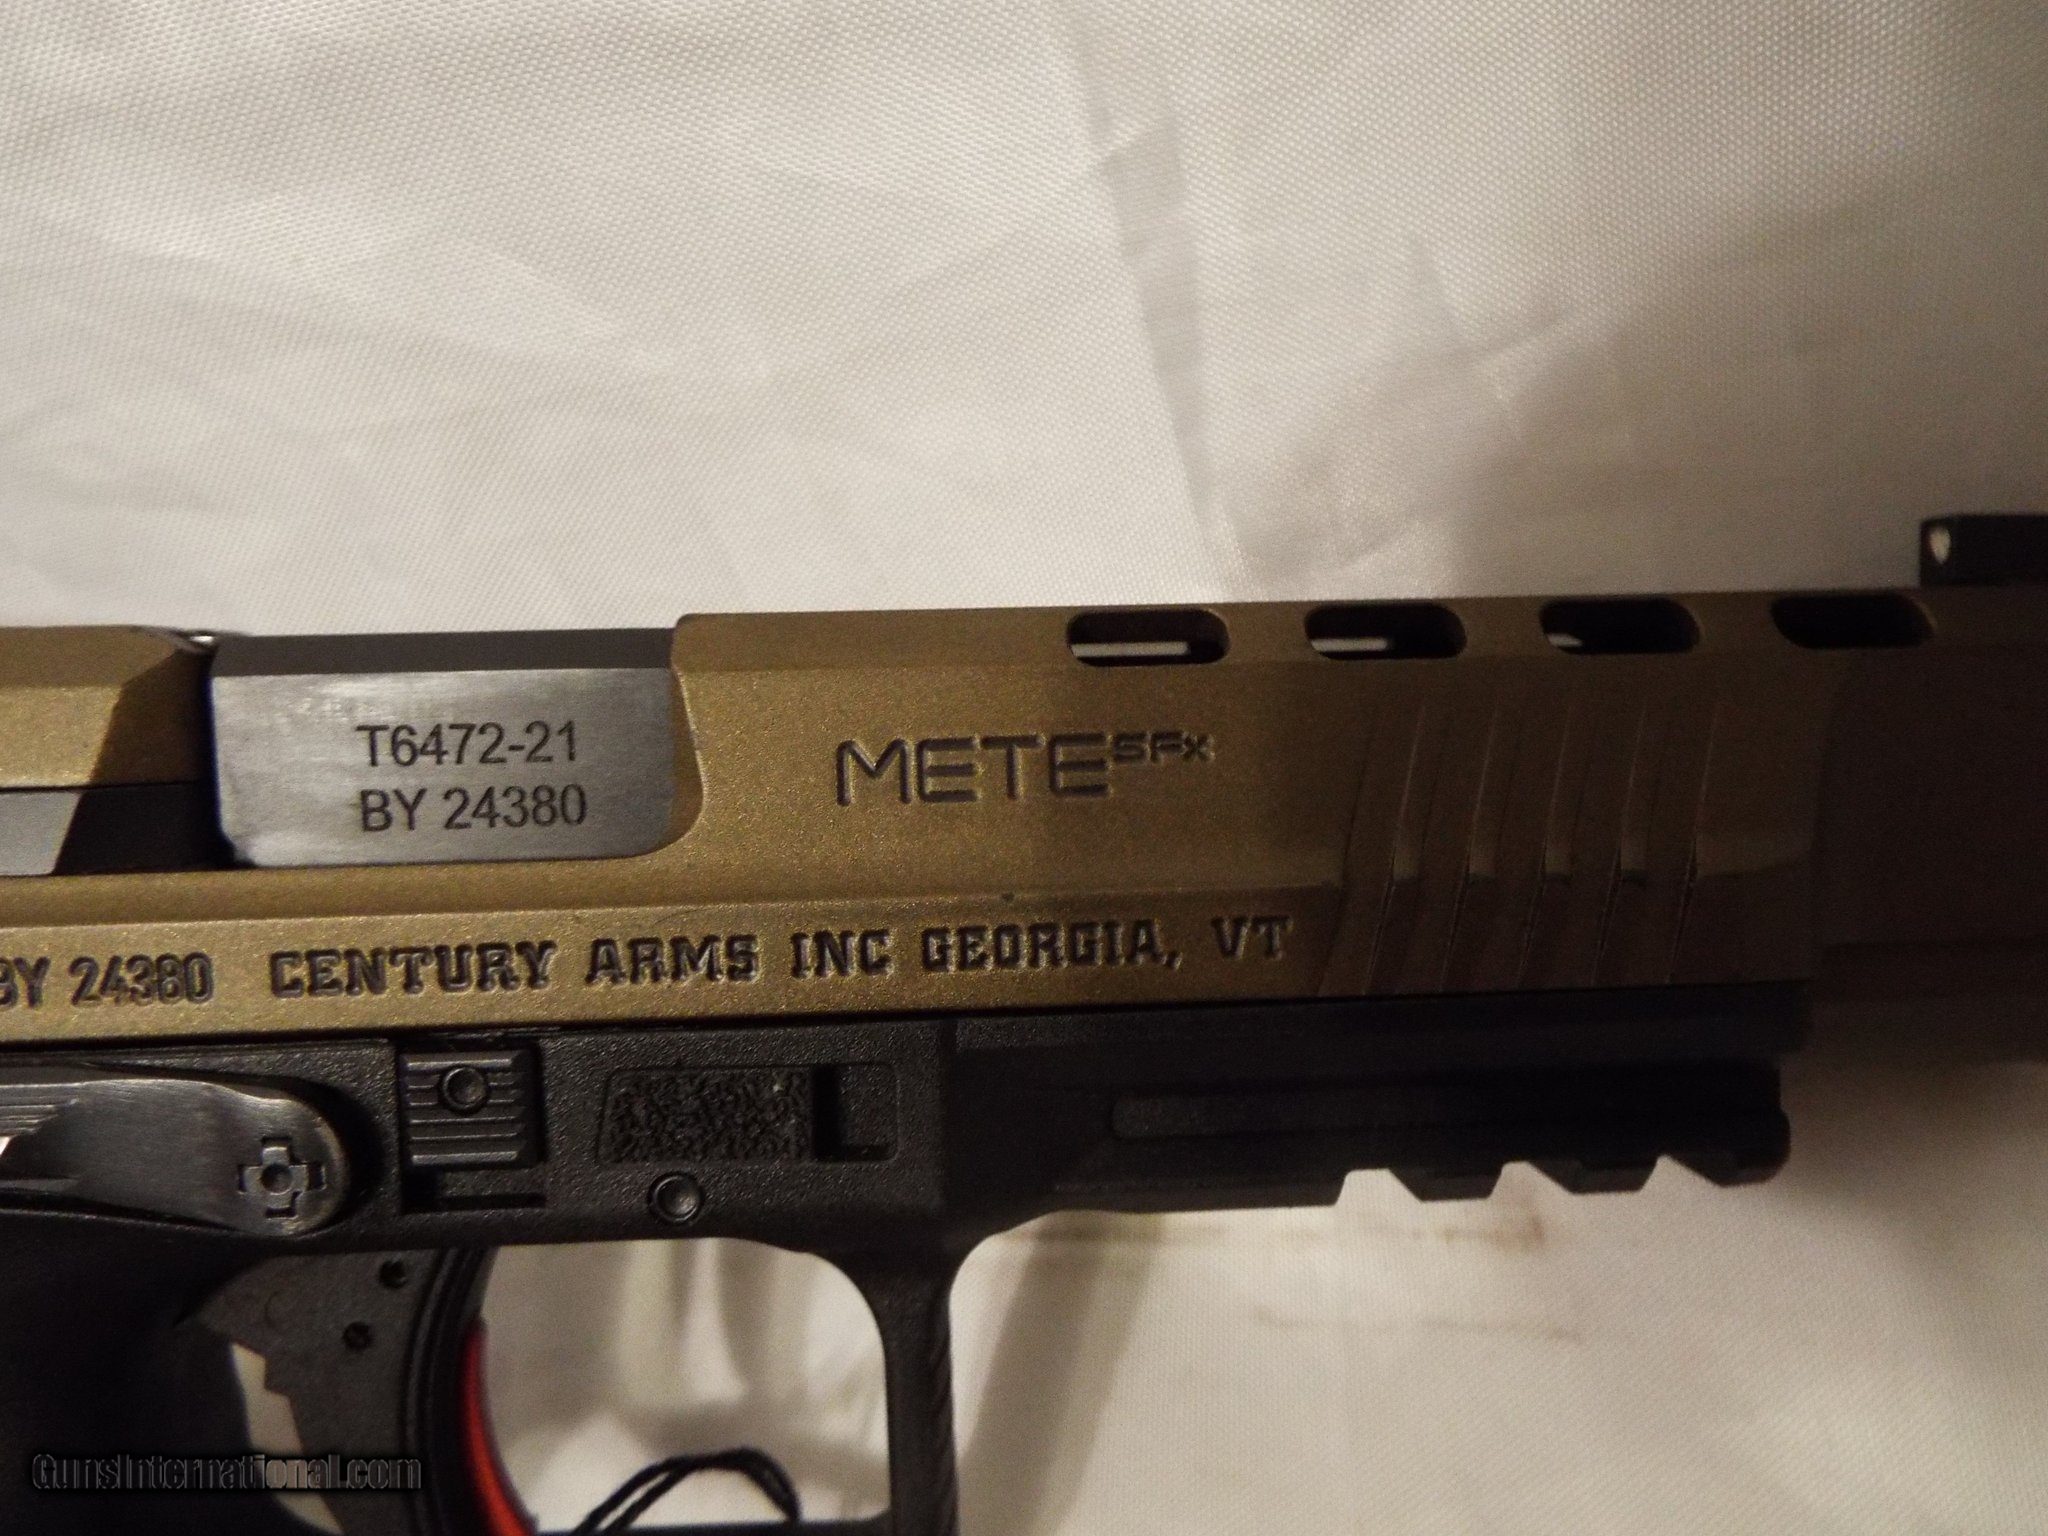 T6472-21
BY 24380
METE SFx
BY 24380 CENTURY ARMS INC GEORGIA, VT
GunsInternational.com